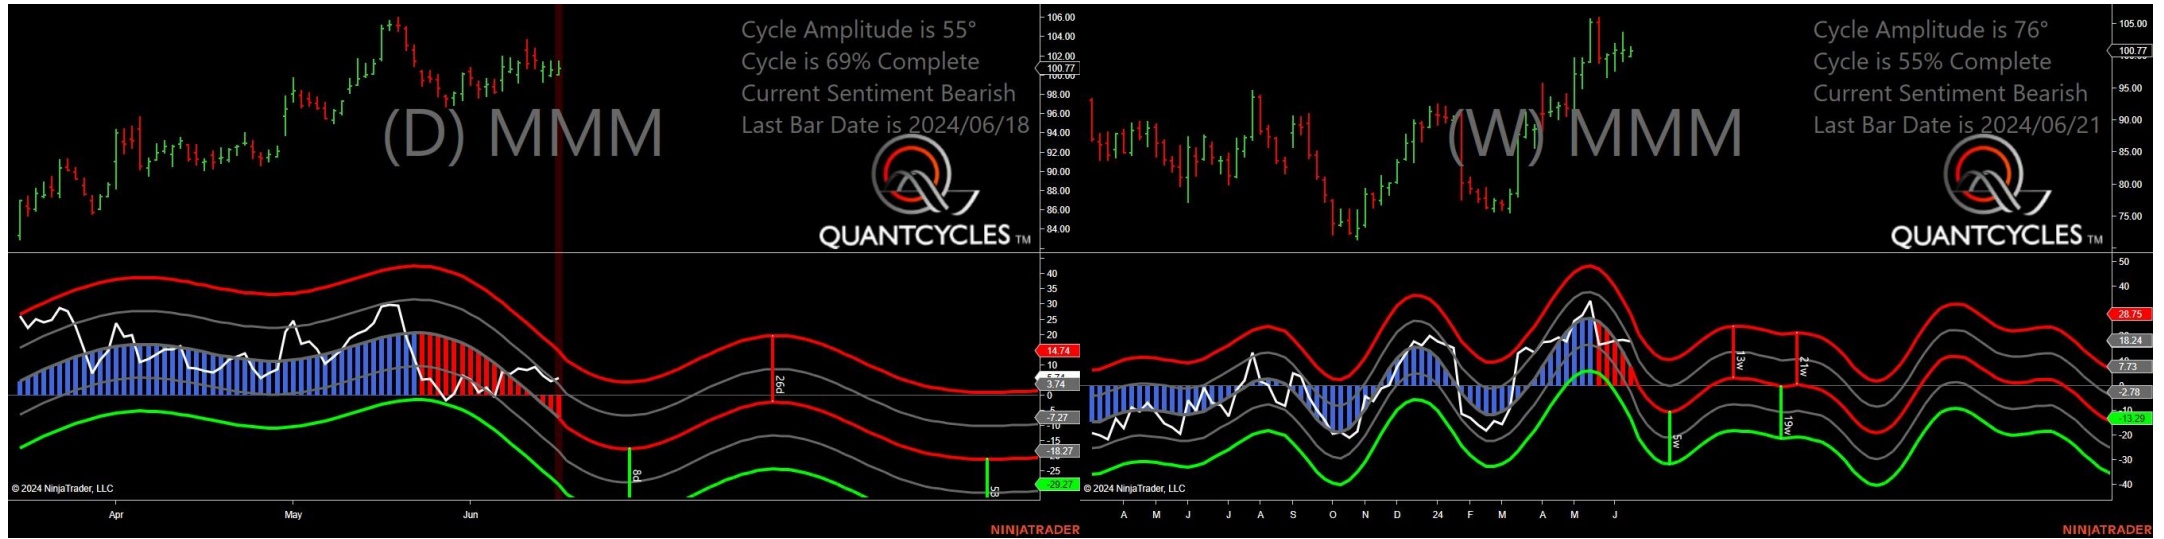 Cycle Amplitude is 55°
Cycle is 69% Complete
Current Sentiment Bearish
Last Bar Date is 2024/06/18
(D) MMM
QUANTCYCLES TM
106.00
104.00
102.00
100.77
100.00
98.00
96.00
94.00
92.00
90.00
88.00
86.00
84.00
40
35
30
25
20
14.74
10
3.74
0
-7.27
-10
-15
-18.27
-25
-29.27
26d
8d
58
© 2024 NinjaTrader, LLC
Apr May Jun
NINJATRADER
Cycle Amplitude is 76°
Cycle is 55% Complete
Current Sentiment Bearish
Last Bar Date is 2024/06/21
(W) MMM
QUANTCYCLES TM
105.00
100.77
95.00
90.00
85.00
80.00
75.00
50
40
28.75
18.24
7.73
-2.78
-13.29
-20
-30
-40
13w
21w
5w
19w
© 2024 NinjaTrader, LLC
A M J J A S O N D 24 F M A M J
NINJATRADER